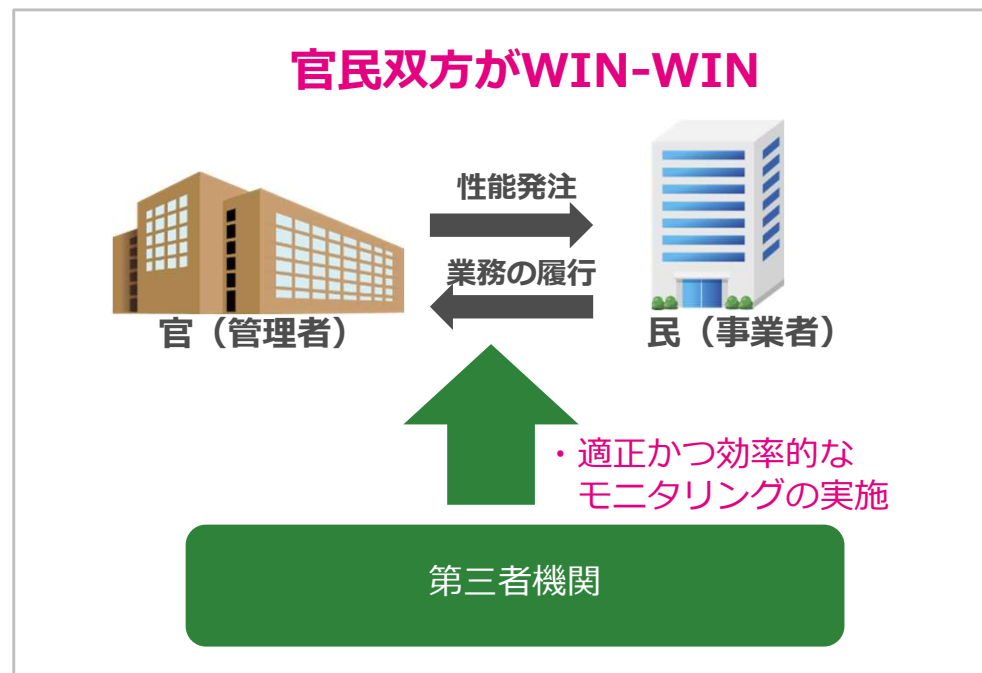 官民双方がWIN-WIN
性能発注
業務の履行
官（管理者）
民（事業者）
・適正かつ効率的な
モニタリングの実施
第三者機関